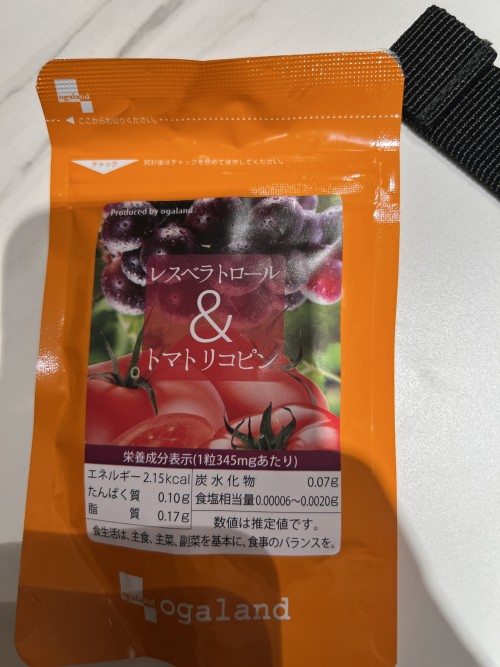 ogaland
ここからお切りください。
チャック
開封後はチャックを閉めて保存してください。
Produced by ogaland
レスベラトロール
&
トマトリコピン
栄養成分表示(1粒345mgあたり)
エネルギー 2.15kcal 炭水化物 0.07g
たんぱく質 0.10g 食塩相当量 0.00006〜0.0020g
脂質 0.17g 数値は推定値です。
食生活は、主食、主菜、副菜を基本に、食事のバランスを。
ogaland ogaland